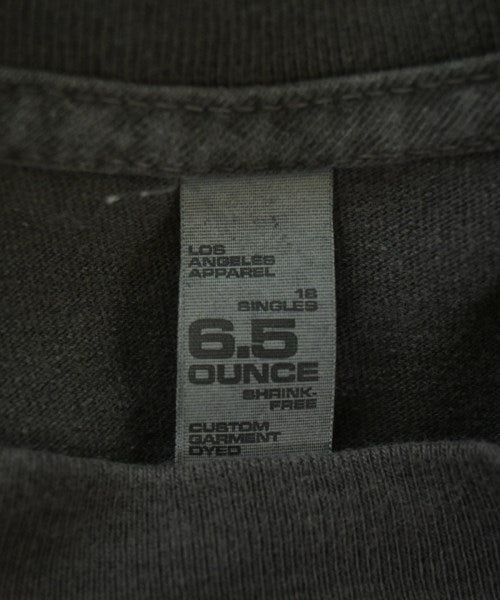 LOS
ANGELES
APPAREL
18
SINGLES
6.5
OUNCE
SHRINK-
FREE
CUSTOM
GARMENT
DYED